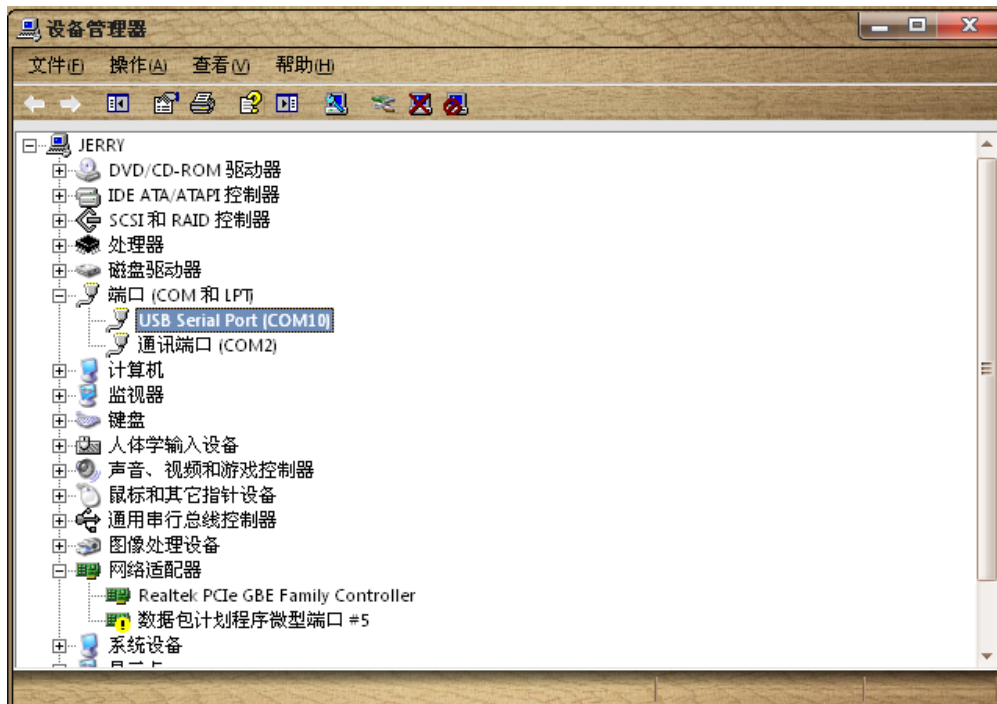 设备管理器
文件(F) 操作(A) 查看(V) 帮助(H)
JERRY
DVD/CD-ROM 驱动器
IDE ATA/ATAPI 控制器
SCSI 和 RAID 控制器
处理器
磁盘驱动器
端口 (COM 和 LPT)
USB Serial Port (COM10)
通讯端口 (COM2)
计算机
监视器
键盘
人体学输入设备
声音、视频和游戏控制器
鼠标和其它指针设备
通用串行总线控制器
图像处理设备
网络适配器
Realtek PCIe GBE Family Controller
数据包计划程序微型端口 #5
系统设备